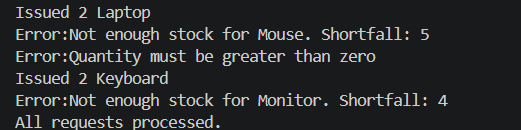 Issued 2 Laptop
Error:Not enough stock for Mouse. Shortfall: 5
Error:Quantity must be greater than zero
Issued 2 Keyboard
Error:Not enough stock for Monitor. Shortfall: 4
All requests processed.